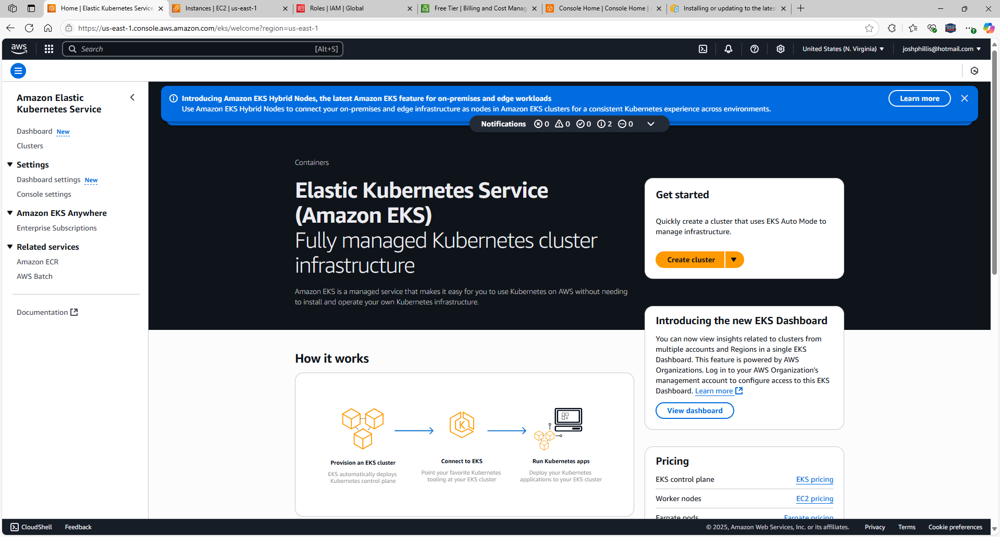 Home | Elastic Kubernetes Service
Instances | EC2 | us-east-1
Roles | IAM | Global
Free Tier | Billing and Cost Manag
Console Home | Console Home |
Installing or updating to the lates
https://us-east-1.console.aws.amazon.com/eks/welcome?region=us-east-1
aws
Search
[Alt+S]
United States (N. Virginia)
joshphillis@hotmail.com
Amazon Elastic
Kubernetes Service
Dashboard New
Clusters
Settings
Dashboard settings New
Console settings
Amazon EKS Anywhere
Enterprise Subscriptions
Related services
Amazon ECR
AWS Batch
Documentation
Introducing Amazon EKS Hybrid Nodes, the latest Amazon EKS feature for on-premises and edge workloads
Use Amazon EKS Hybrid Nodes to connect your on-premises and edge infrastructure as nodes in Amazon EKS clusters for a consistent Kubernetes experience across environments.
Learn more
Notifications 0 0 0 2 0
Containers
Elastic Kubernetes Service
(Amazon EKS)
Fully managed Kubernetes cluster
infrastructure
Amazon EKS is a managed service that makes it easy for you to use Kubernetes on AWS without needing
to install and operate your own Kubernetes infrastructure.
Get started
Quickly create a cluster that uses EKS Auto Mode to
manage infrastructure.
Create cluster
Introducing the new EKS Dashboard
You can now view insights related to clusters from
multiple accounts and Regions in a single EKS
Dashboard. This feature is powered by AWS
Organizations. Log in to your AWS Organization's
management account to configure access to this EKS
Dashboard. Learn more
View dashboard
How it works
K
Provision an EKS cluster
EKS automatically deploys
Kubernetes control plane
Connect to EKS
Point your favorite Kubernetes
tooling at your EKS cluster
Run Kubernetes apps
Deploy your Kubernetes
applications to your EKS cluster
Pricing
EKS control plane
EKS pricing
Worker nodes
EC2 pricing
Fargate pods
Fargate pricing
CloudShell
Feedback
© 2025, Amazon Web Services, Inc. or its affiliates.
Privacy
Terms
Cookie preferences